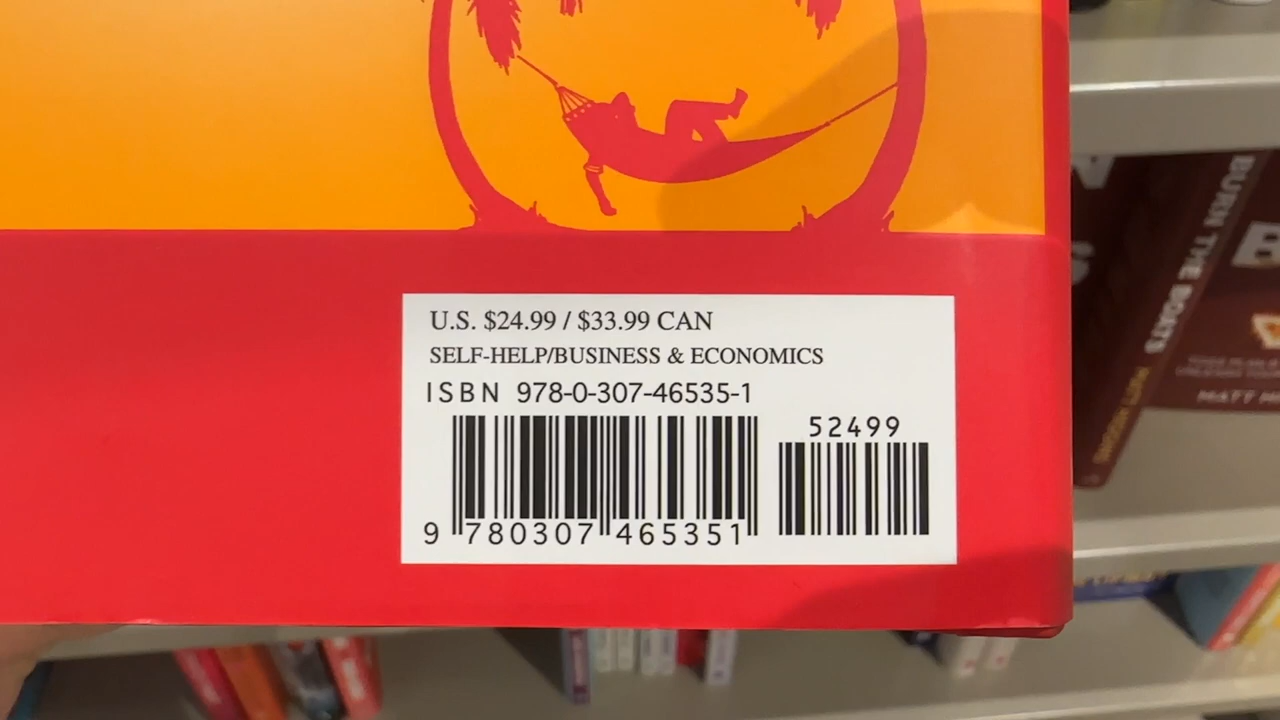 U.S. $24.99 / $33.99 CAN
SELF-HELP/BUSINESS & ECONOMICS
ISBN 978-0-307-46535-1
52499
9 780307 465351
BURN THE BOATS
MATT